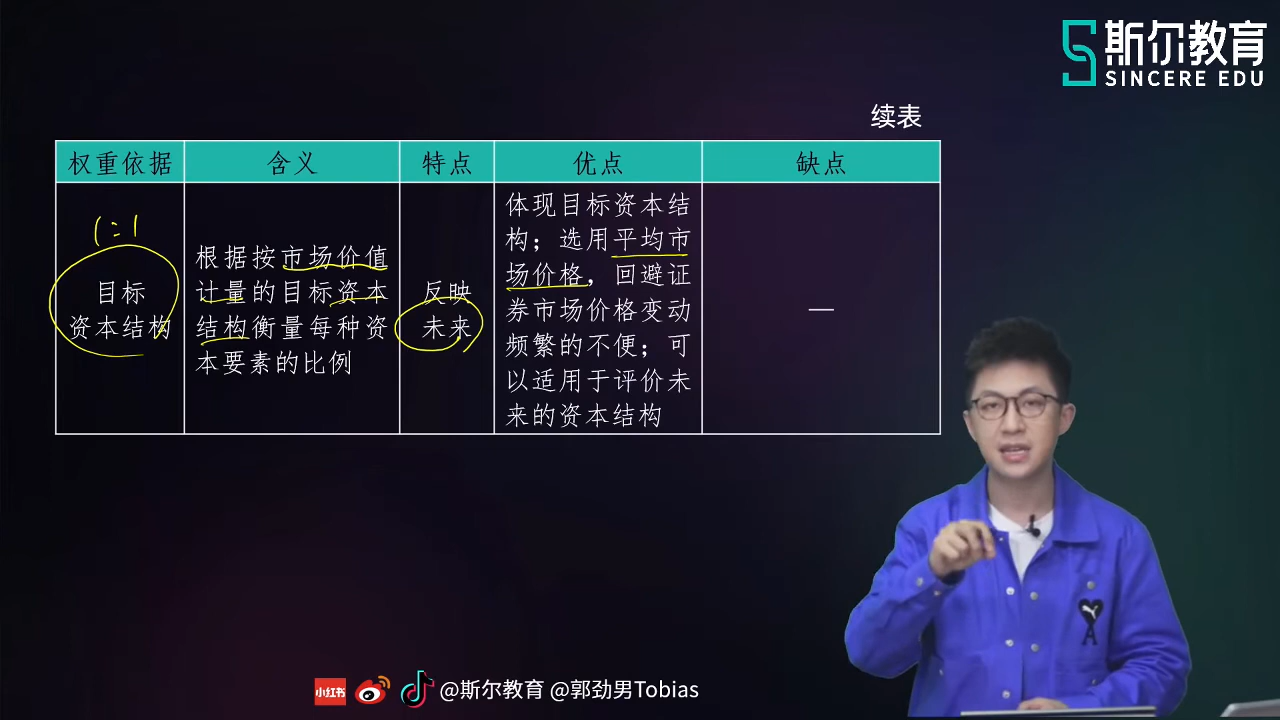 斯尔教育
SINCERE EDU
续表
权重依据
含义
特点
优点
缺点
1:1
目标
资本结构
根据按市场价值
计量的目标资本
结构衡量每种资
本要素的比例
反映
未来
体现目标资本结
构；选用平均市
场价格，回避证
券市场价格变动
频繁的不便；可
以适用于评价未
来的资本结构
—
小红书
@斯尔教育 @郭劲男Tobias
A